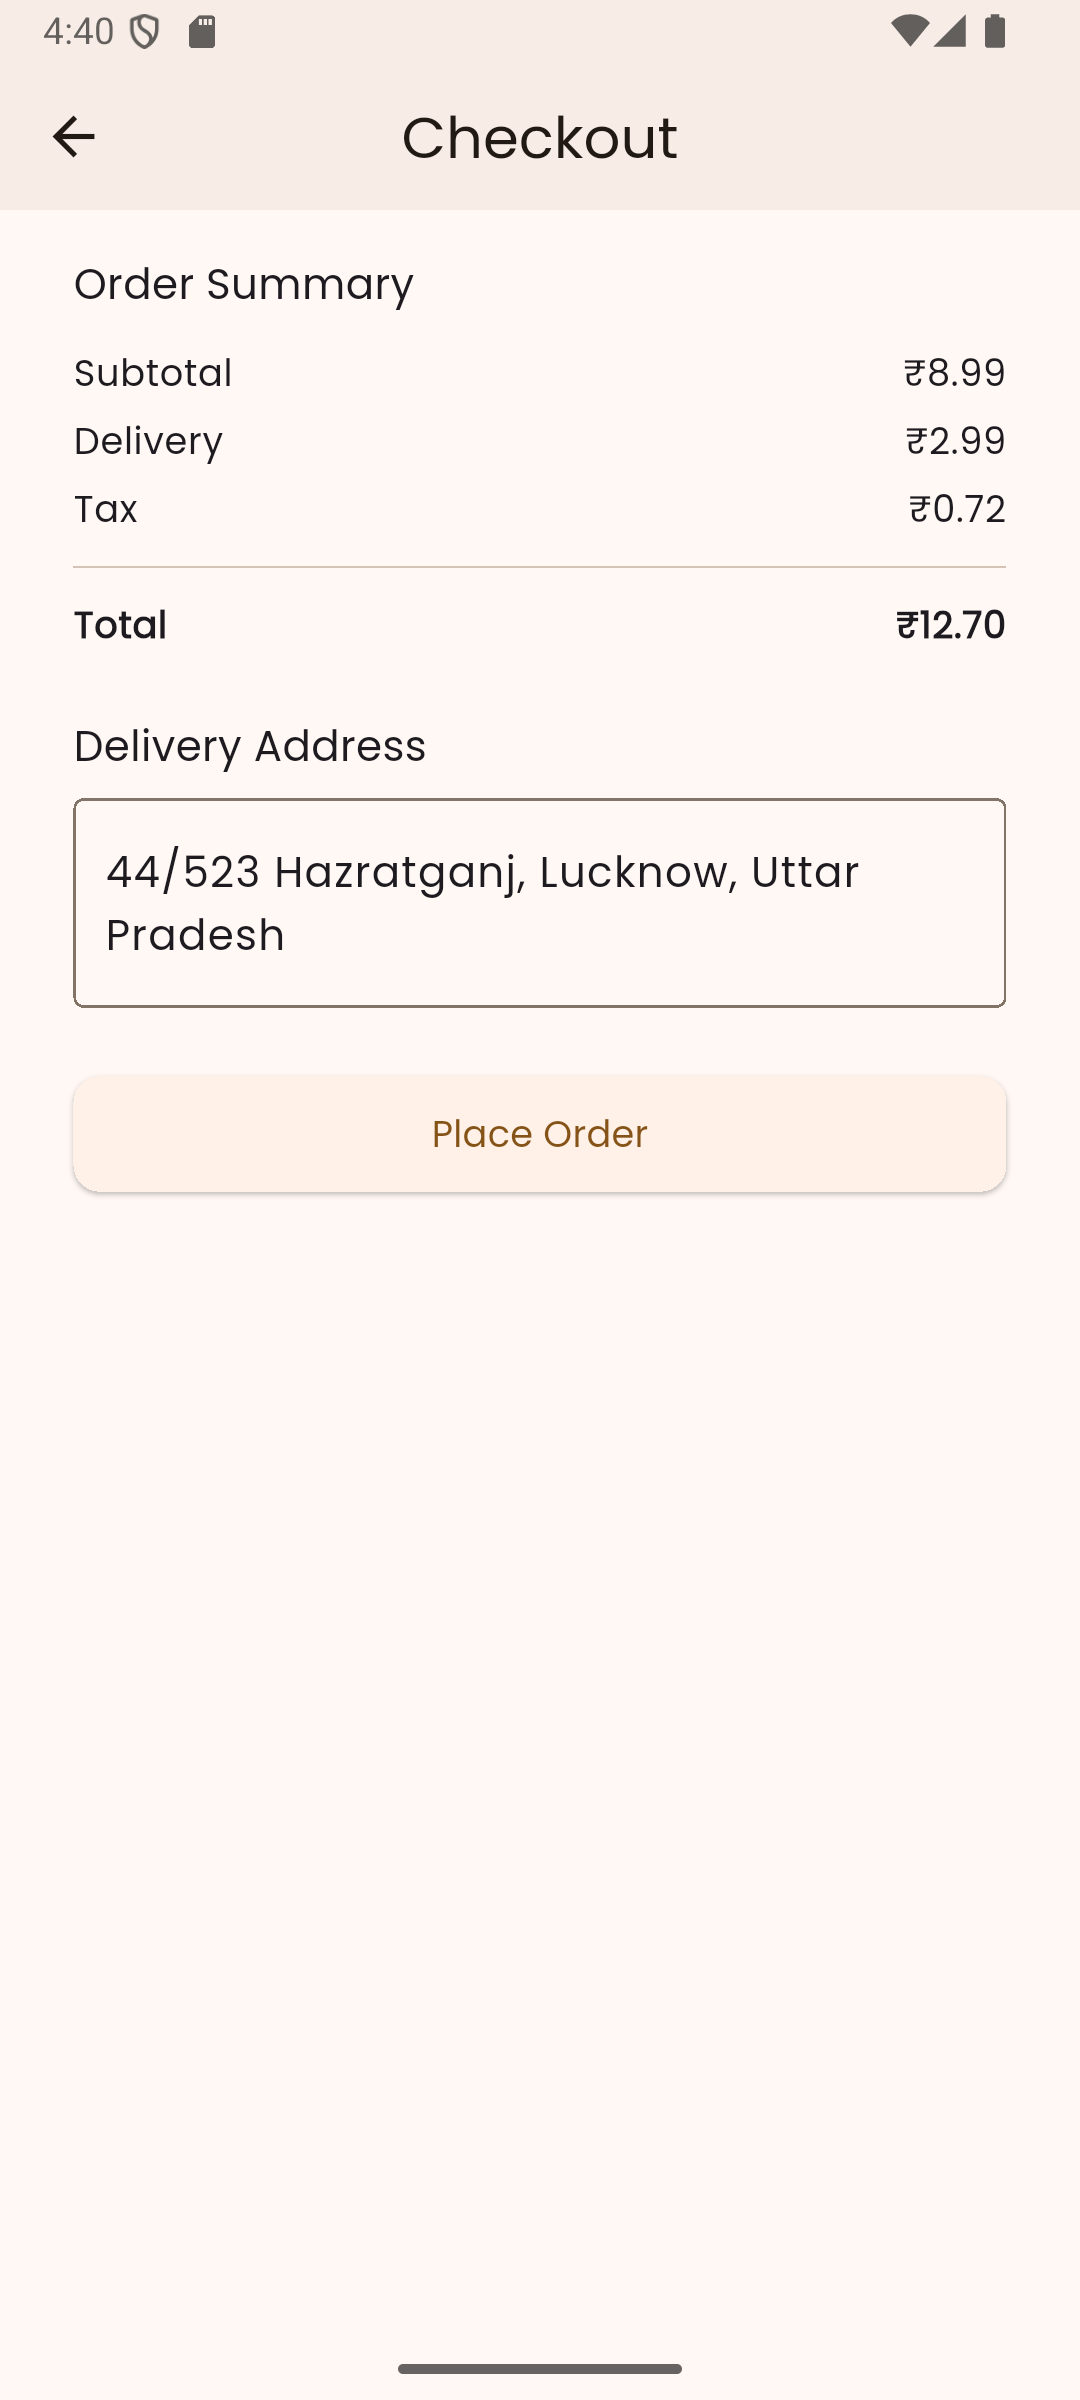 4:40
Checkout
Order Summary
Subtotal ₹8.99
Delivery ₹2.99
Tax ₹0.72
Total ₹12.70
Delivery Address
44/523 Hazratganj, Lucknow, Uttar
Pradesh
Place Order